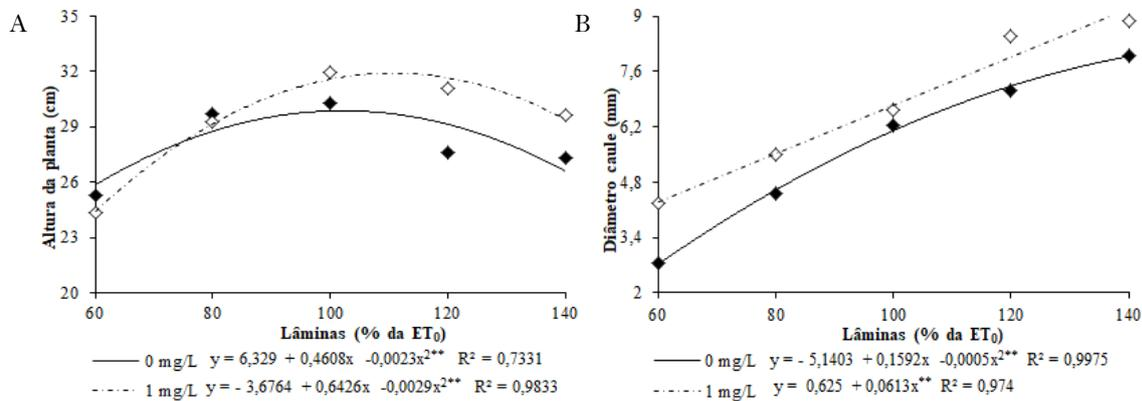 A
35
32
29
26
23
20
Altura da planta (cm)
60 80 100 120 140
Lâminas (% da ET₀)
0 mg/L y = 6,329 + 0,4608x -0,0023x²** R² = 0,7331
1 mg/L y = - 3,6764 + 0,6426x -0,0029x²** R² = 0,9833
B
9
7,6
6,2
4,8
3,4
2
Diâmetro caule (mm)
60 80 100 120 140
Lâminas (% da ET₀)
0 mg/L y = - 5,1403 + 0,1592x -0,0005x²** R² = 0,9975
1 mg/L y = 0,625 + 0,0613x** R² = 0,974